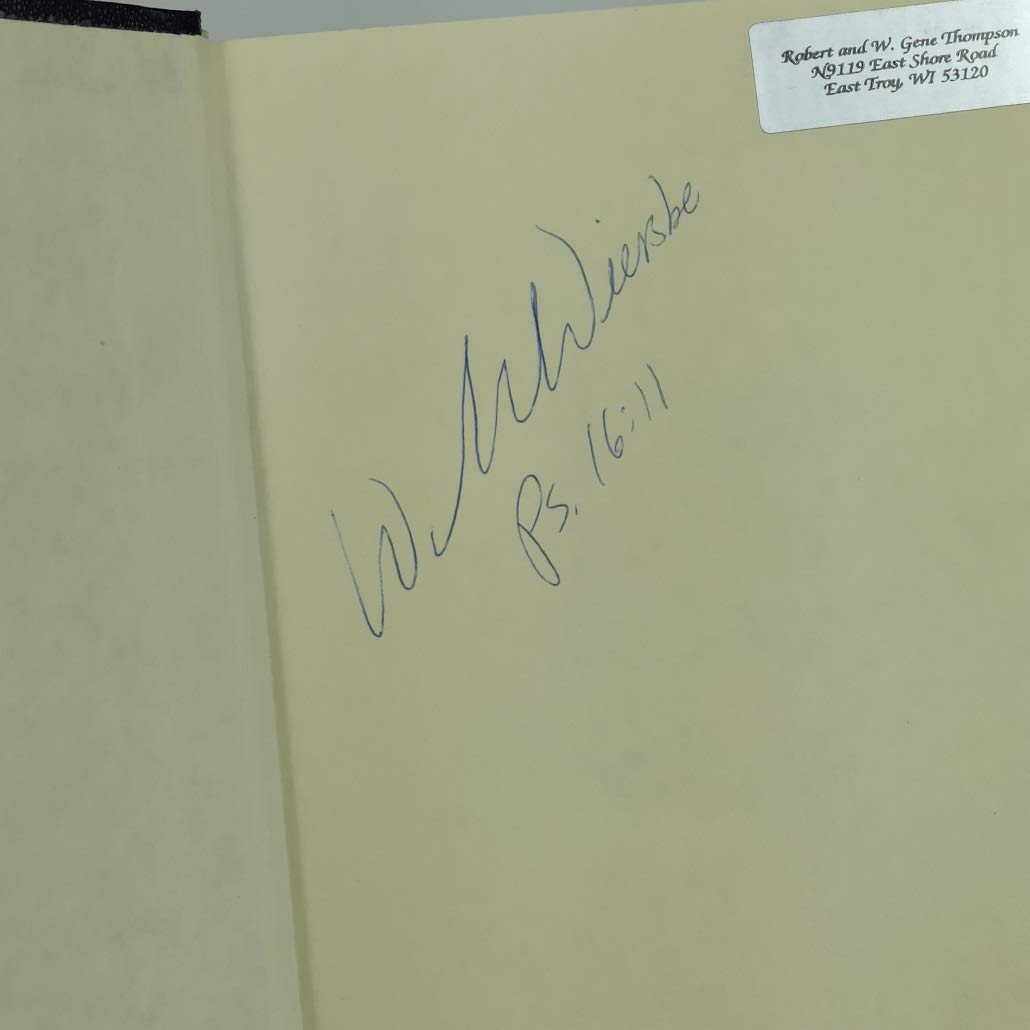 Robert and W. Gene Thompson
N9119 East Shore Road
East Troy, WI 53120
W W Wiersbe
Ps. 16:11